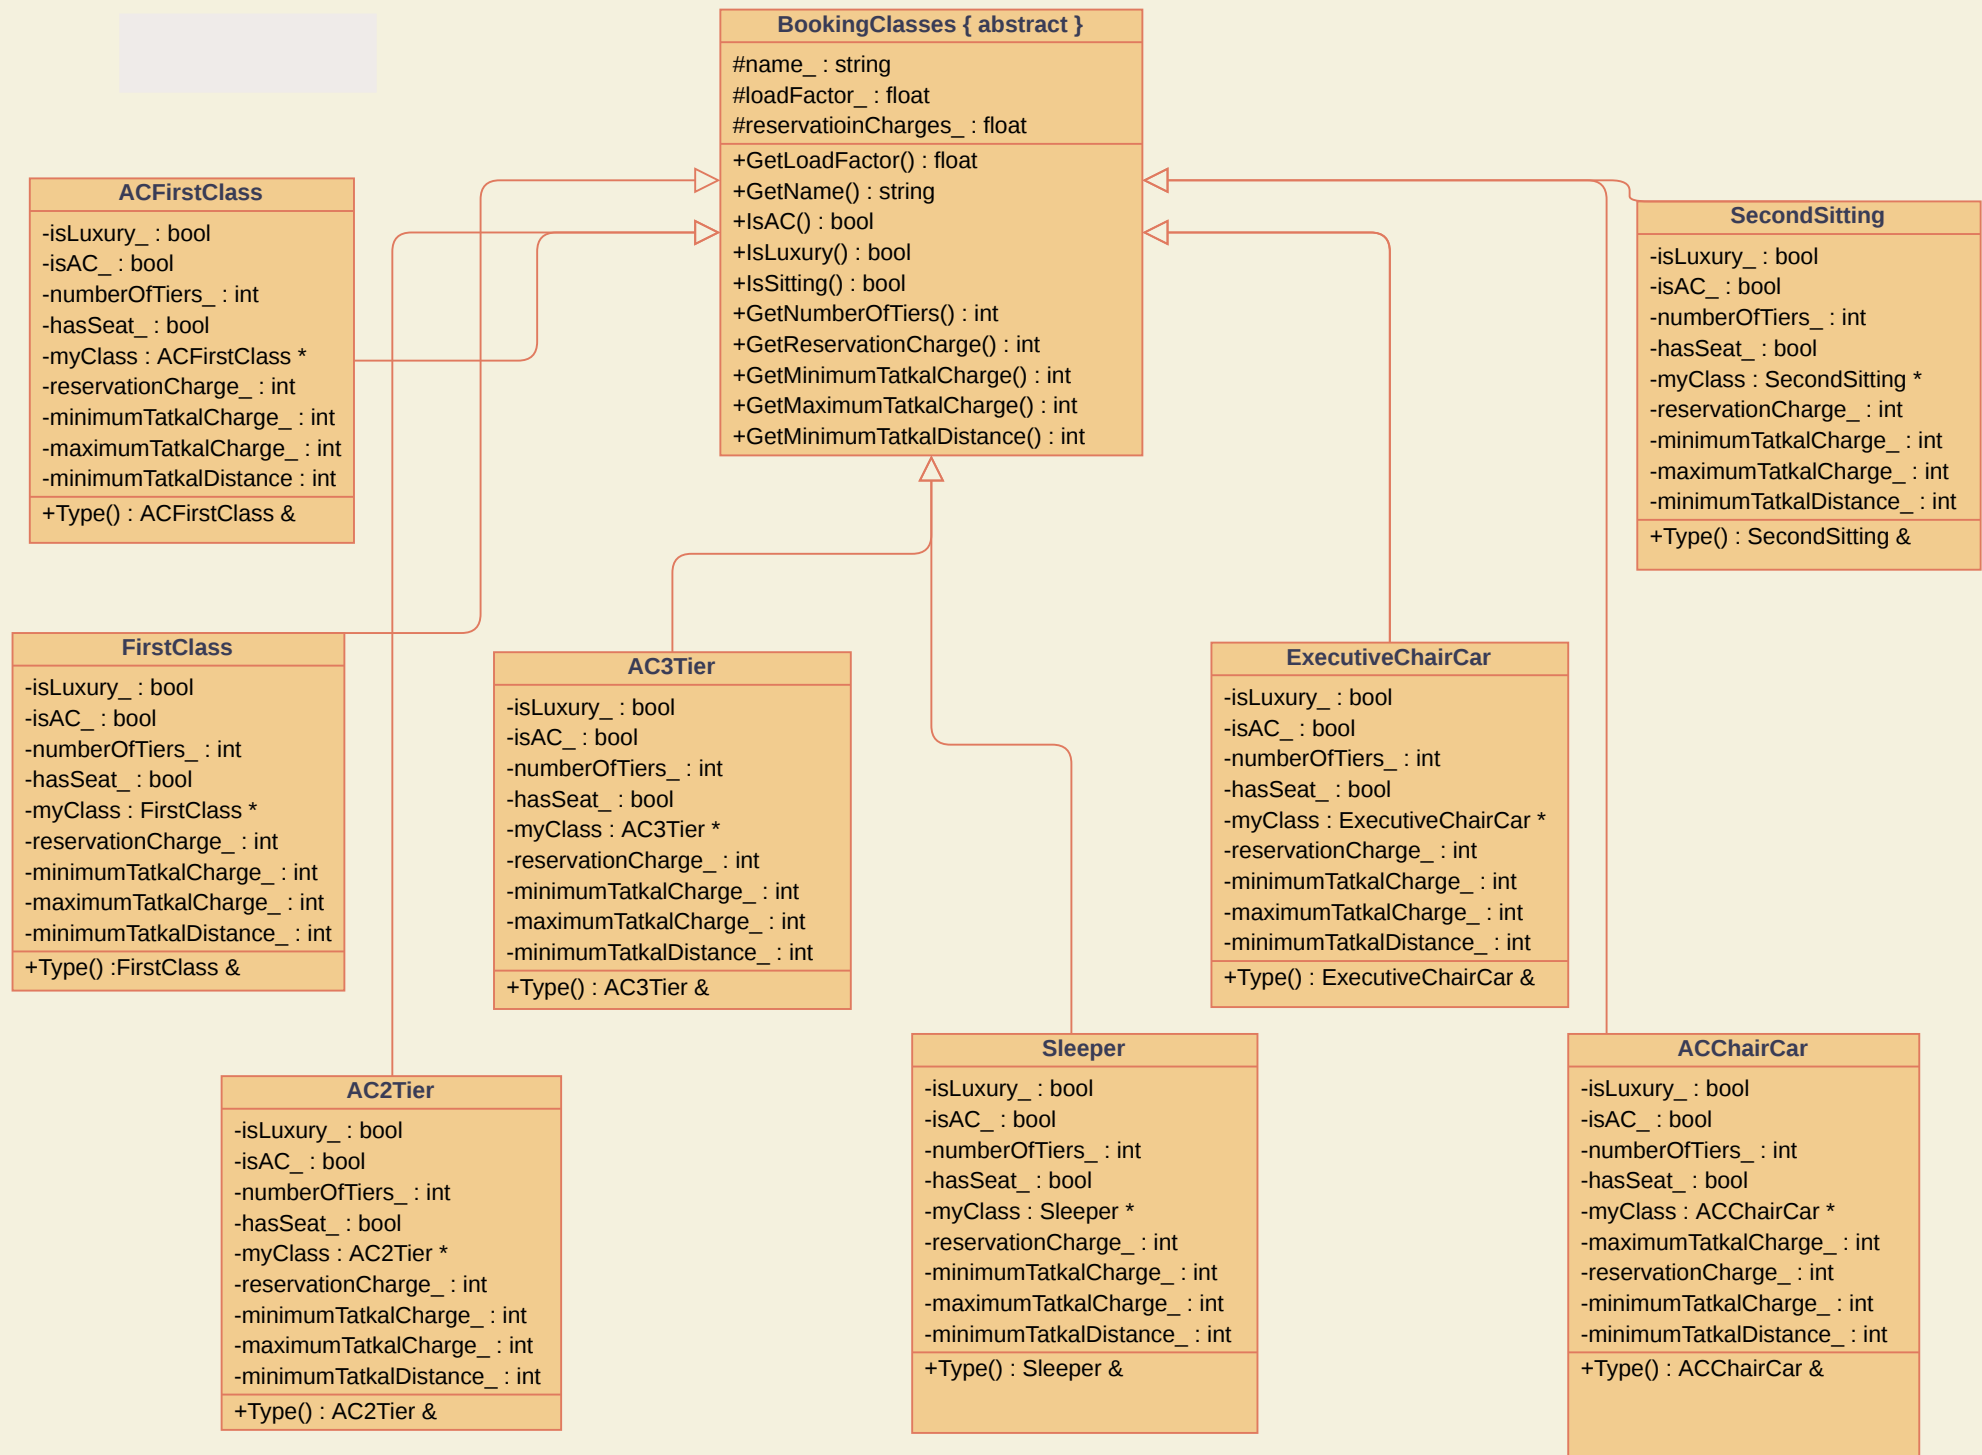 BookingClasses { abstract }
#name_ : string
#loadFactor_ : float
#reservatioinCharges_ : float
+GetLoadFactor() : float
+GetName() : string
+IsAC() : bool
+IsLuxury() : bool
+IsSitting() : bool
+GetNumberOfTiers() : int
+GetReservationCharge() : int
+GetMinimumTatkalCharge() : int
+GetMaximumTatkalCharge() : int
+GetMinimumTatkalDistance() : int
ACFirstClass
-isLuxury_ : bool
-isAC_ : bool
-numberOfTiers_ : int
-hasSeat_ : bool
-myClass : ACFirstClass *
-reservationCharge_ : int
-minimumTatkalCharge_ : int
-maximumTatkalCharge_ : int
-minimumTatkalDistance : int
+Type() : ACFirstClass &
SecondSitting
-isLuxury_ : bool
-isAC_ : bool
-numberOfTiers_ : int
-hasSeat_ : bool
-myClass : SecondSitting *
-reservationCharge_ : int
-minimumTatkalCharge_ : int
-maximumTatkalCharge_ : int
-minimumTatkalDistance_ : int
+Type() : SecondSitting &
FirstClass
-isLuxury_ : bool
-isAC_ : bool
-numberOfTiers_ : int
-hasSeat_ : bool
-myClass : FirstClass *
-reservationCharge_ : int
-minimumTatkalCharge_ : int
-maximumTatkalCharge_ : int
-minimumTatkalDistance_ : int
+Type() :FirstClass &
AC3Tier
-isLuxury_ : bool
-isAC_ : bool
-numberOfTiers_ : int
-hasSeat_ : bool
-myClass : AC3Tier *
-reservationCharge_ : int
-minimumTatkalCharge_ : int
-maximumTatkalCharge_ : int
-minimumTatkalDistance_ : int
+Type() : AC3Tier &
ExecutiveChairCar
-isLuxury_ : bool
-isAC_ : bool
-numberOfTiers_ : int
-hasSeat_ : bool
-myClass : ExecutiveChairCar *
-reservationCharge_ : int
-minimumTatkalCharge_ : int
-maximumTatkalCharge_ : int
-minimumTatkalDistance_ : int
+Type() : ExecutiveChairCar &
AC2Tier
-isLuxury_ : bool
-isAC_ : bool
-numberOfTiers_ : int
-hasSeat_ : bool
-myClass : AC2Tier *
-reservationCharge_ : int
-minimumTatkalCharge_ : int
-maximumTatkalCharge_ : int
-minimumTatkalDistance_ : int
+Type() : AC2Tier &
Sleeper
-isLuxury_ : bool
-isAC_ : bool
-numberOfTiers_ : int
-hasSeat_ : bool
-myClass : Sleeper *
-reservationCharge_ : int
-minimumTatkalCharge_ : int
-maximumTatkalCharge_ : int
-minimumTatkalDistance_ : int
+Type() : Sleeper &
ACChairCar
-isLuxury_ : bool
-isAC_ : bool
-numberOfTiers_ : int
-hasSeat_ : bool
-myClass : ACChairCar *
-maximumTatkalCharge_ : int
-reservationCharge_ : int
-minimumTatkalCharge_ : int
-minimumTatkalDistance_ : int
+Type() : ACChairCar &